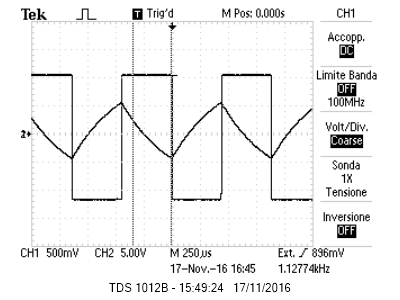 Tek T Trig'd M Pos: 0.000s CH1
Accopp.
DC
Limite Banda
OFF
100MHz
2
Volt/Div.
Coarse
Sonda
1X
Tensione
Inversione
OFF
CH1 500mV CH2 5.00V M 250µs Ext. / 896mV
17-Nov.-16 16:45 1.12774kHz
TDS 1012B - 15:49:24 17/11/2016